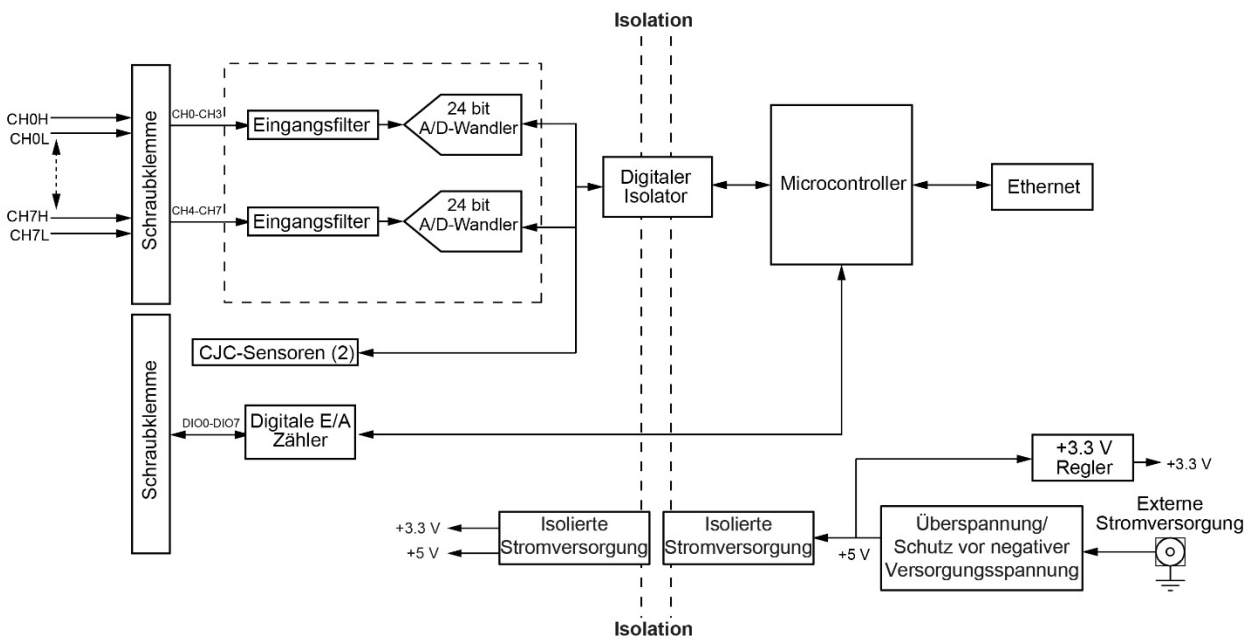 Isolation
CH0H
CH0L
CH7H
CH7L
Schraubklemme
CH0-CH3
Eingangsfilter
24 bit
A/D-Wandler
CH4-CH7
Eingangsfilter
24 bit
A/D-Wandler
Digitaler
Isolator
Microcontroller
Ethernet
CJC-Sensoren (2)
Schraubklemme
DIO0-DIO7
Digitale E/A
Zähler
+3.3 V
Regler
+3.3 V
+3.3 V
+5 V
Isolierte
Stromversorgung
Isolierte
Stromversorgung
+5 V
Überspannung/
Schutz vor negativer
Versorgungsspannung
Externe
Stromversorgung
Isolation